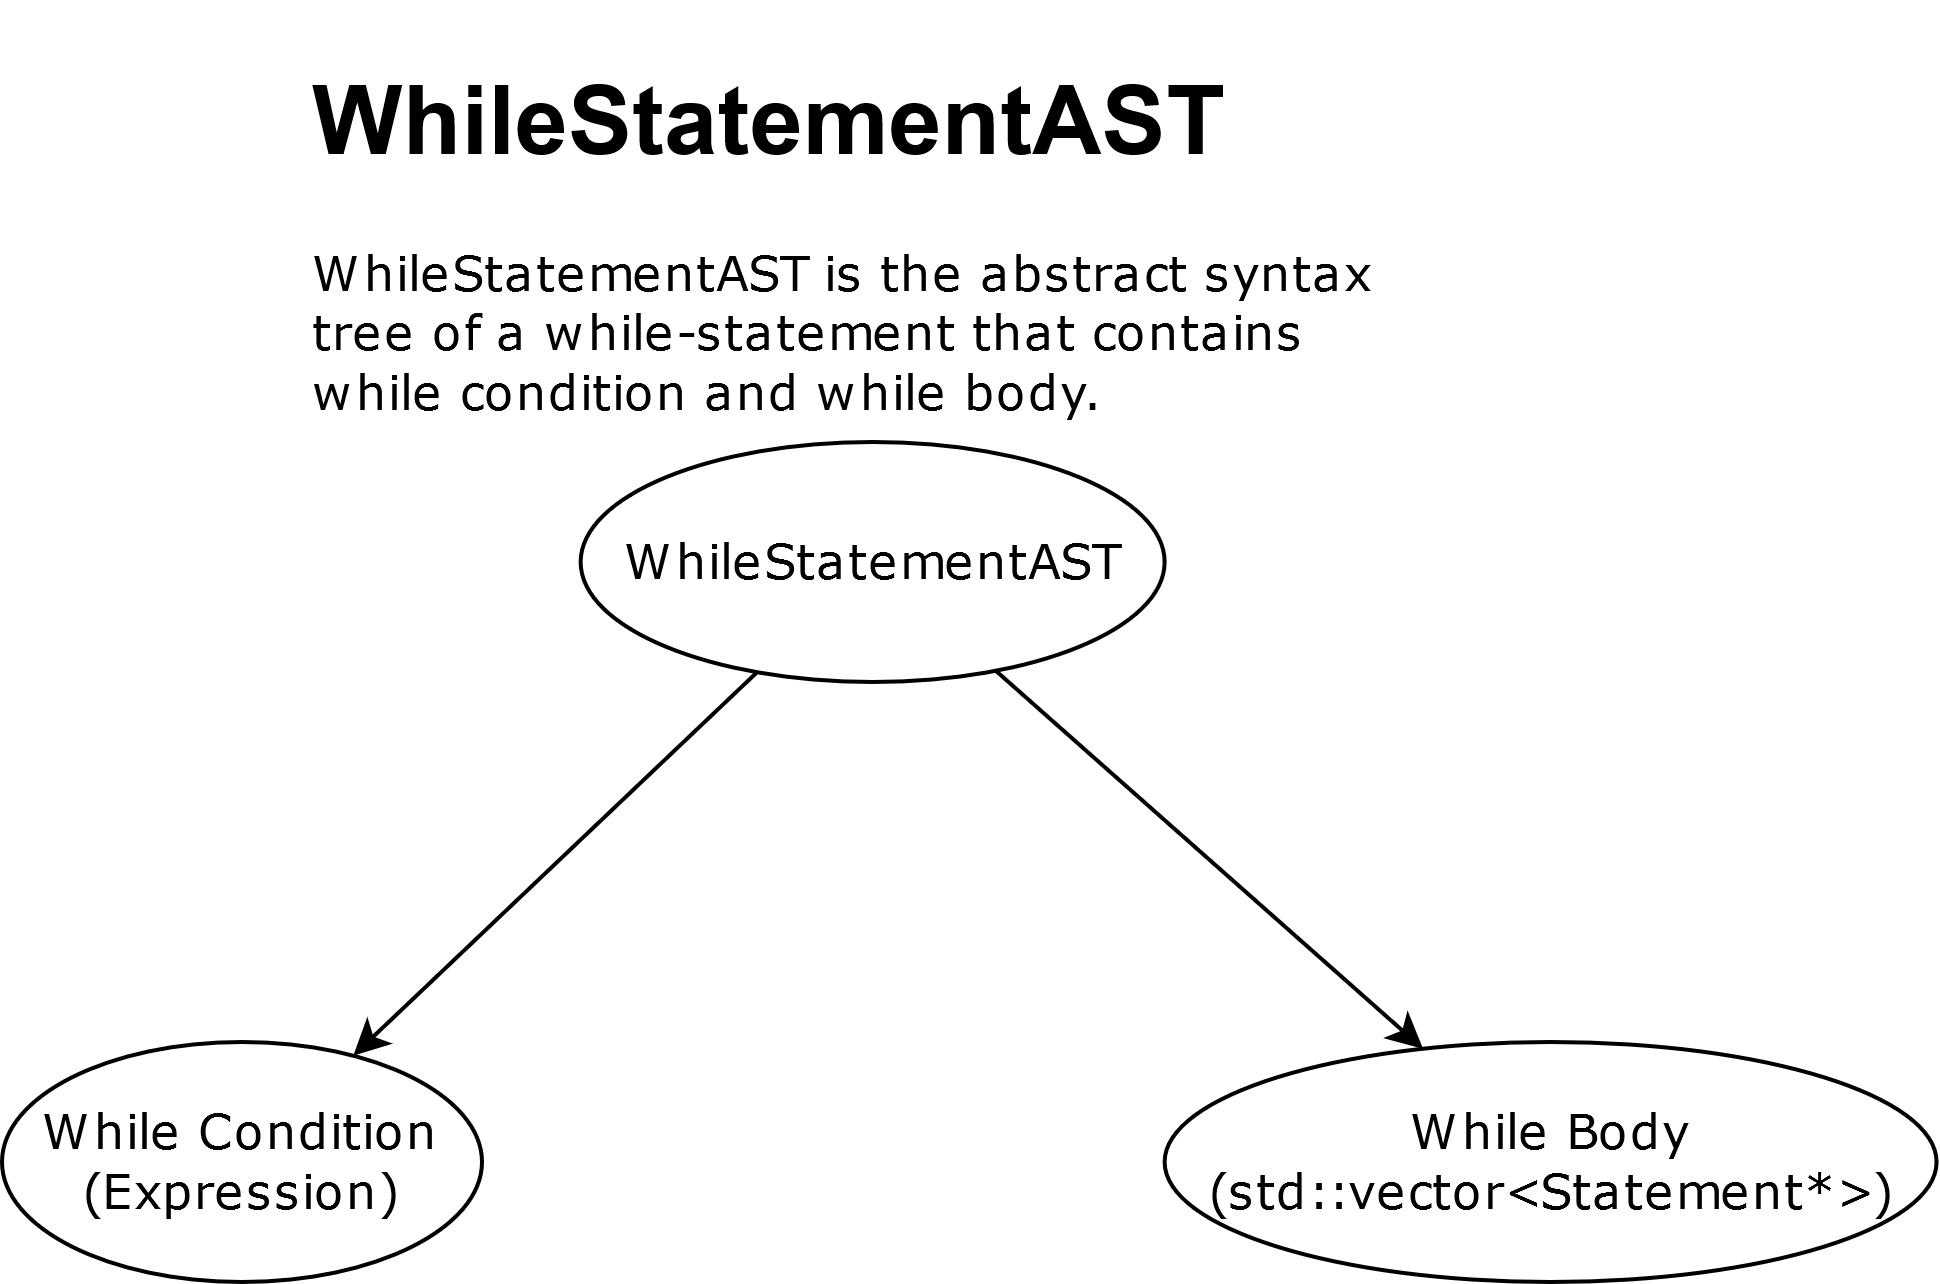 WhileStatementAST
WhileStatementAST is the abstract syntax
tree of a while-statement that contains
while condition and while body.
WhileStatementAST
While Condition
(Expression)
While Body
(std::vector<Statement*>)